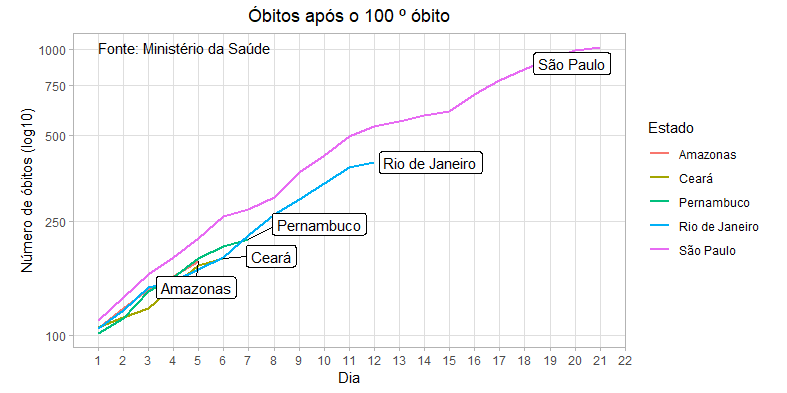 Óbitos após o 100 º óbito
Fonte: Ministério da Saúde
Número de óbitos (log10)
1000
750
500
250
100
São Paulo
Rio de Janeiro
Pernambuco
Ceará
Amazonas
1 2 3 4 5 6 7 8 9 10 11 12 13 14 15 16 17 18 19 20 21 22
Dia
Estado
Amazonas
Ceará
Pernambuco
Rio de Janeiro
São Paulo